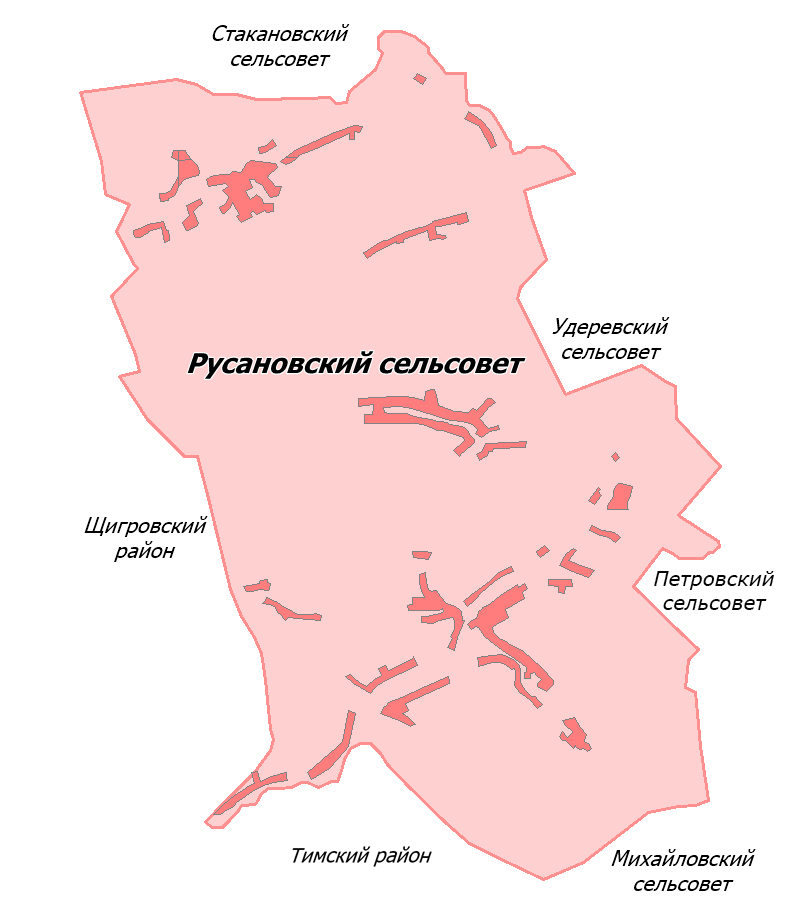 Стакановский
сельсовет
Удеревский
сельсовет
Русановский сельсовет
Щигровский
район
Петровский
сельсовет
Тимский район
Михайловский
сельсовет